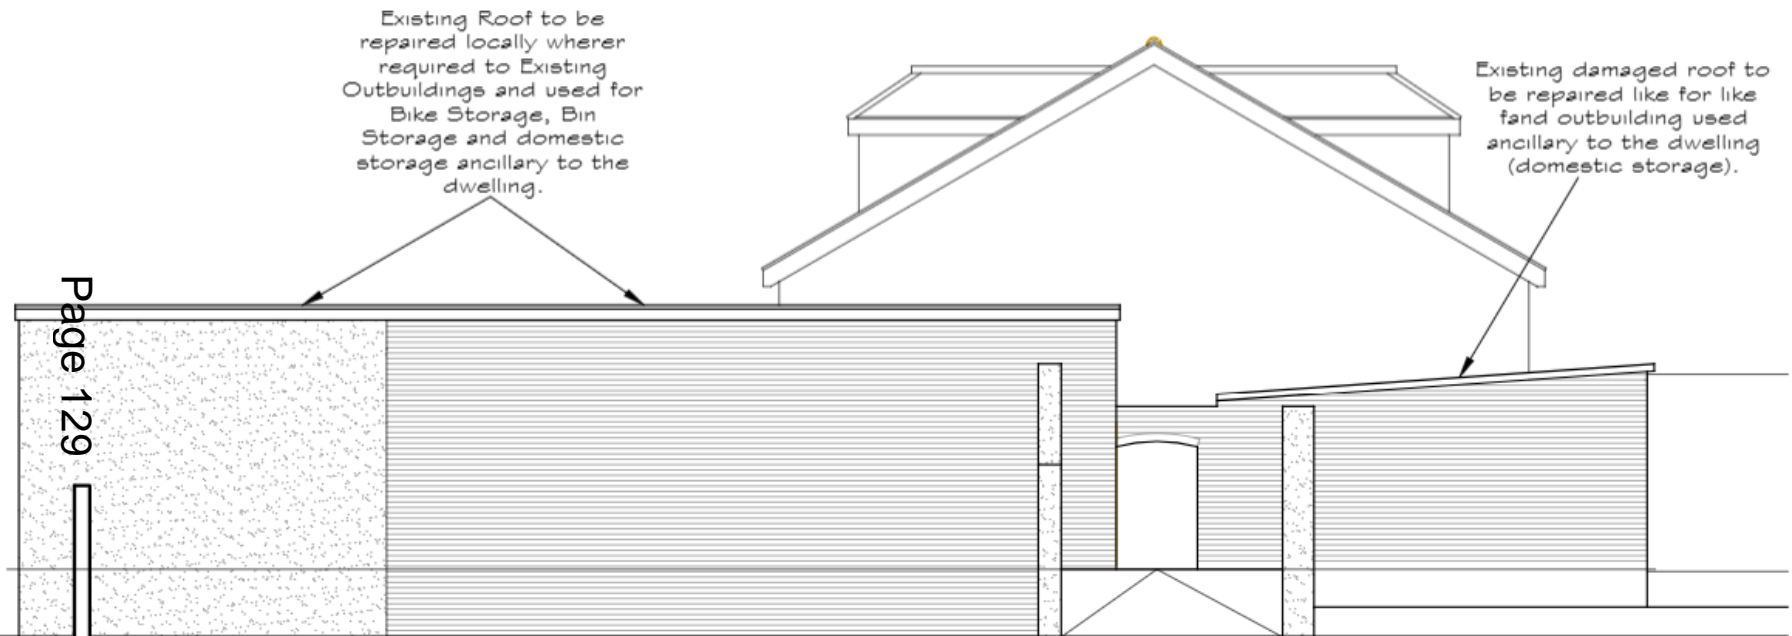 Existing Roof to be
repaired locally wherer
required to Existing
Outbuildings and used for
Bike Storage, Bin
Storage and domestic
storage ancillary to the
dwelling.
Existing damaged roof to
be repaired like for like
fand outbuilding used
ancillary to the dwelling
(domestic storage).
Page 129